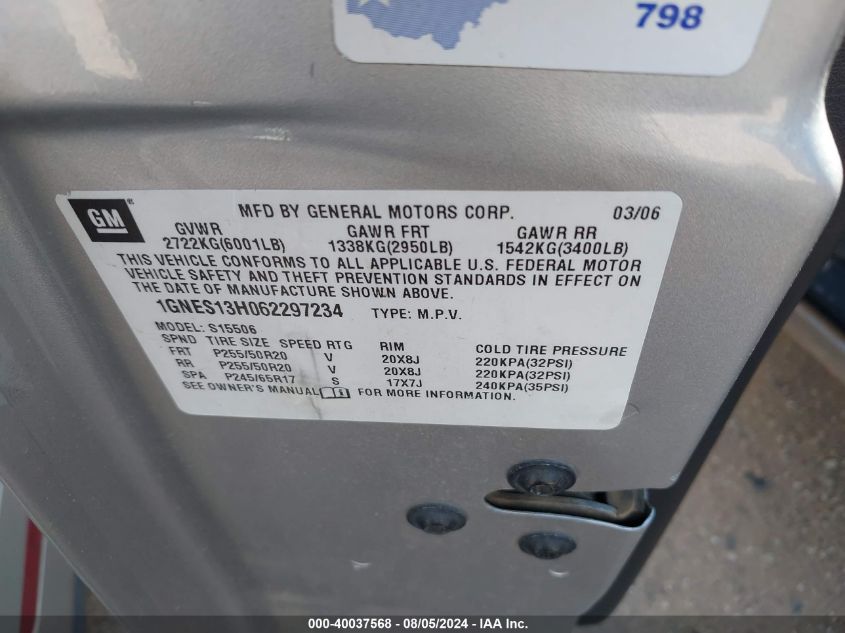 798
GM®
MFD BY GENERAL MOTORS CORP. 03/06
GVWR GAWR FRT GAWR RR
2722KG(6001LB) 1338KG(2950LB) 1542KG(3400LB)
THIS VEHICLE CONFORMS TO ALL APPLICABLE U.S. FEDERAL MOTOR
VEHICLE SAFETY AND THEFT PREVENTION STANDARDS IN EFFECT ON
THE DATE OF MANUFACTURE SHOWN ABOVE.
1GNES13H062297234 TYPE: M.P.V.
MODEL: S15506
SPND TIRE SIZE SPEED RTG RIM COLD TIRE PRESSURE
FRT P255/50R20 V 20X8J 220KPA(32PSI)
RR P255/50R20 V 20X8J 220KPA(32PSI)
SPA P245/65R17 S 17X7J 240KPA(35PSI)
SEE OWNER'S MANUAL FOR MORE INFORMATION.
000-40037568 - 08/05/2024 - IAA Inc.